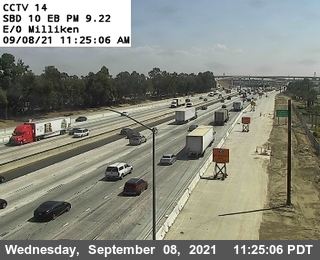 CCTV 14
SBD 10 EB PM 9.22
E/O Milliken
09/08/21 11:25:06 AM
Wednesday, September 08, 2021 11:25:06 PDT